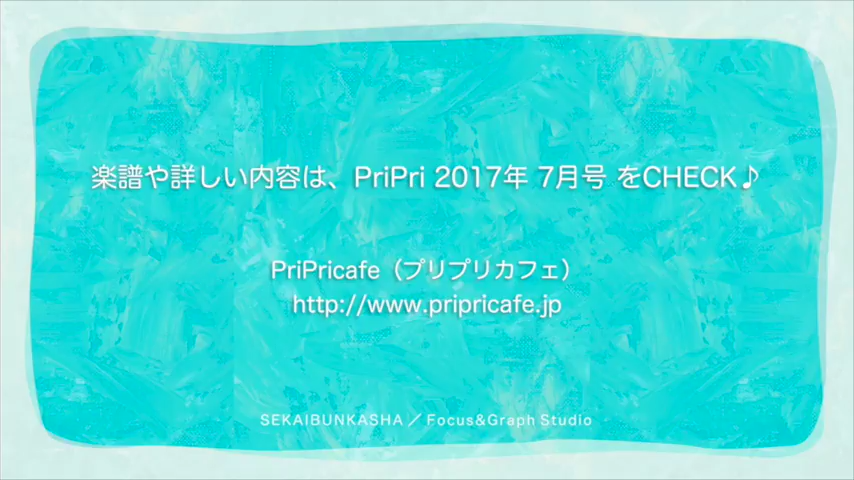 楽譜や詳しい内容は、PriPri 2017年 7月号 をCHECK♪
PriPricafe（プリプリカフェ）
http://www.pripricafe.jp
SEKAIBUNKASHA ／ Focus&Graph Studio